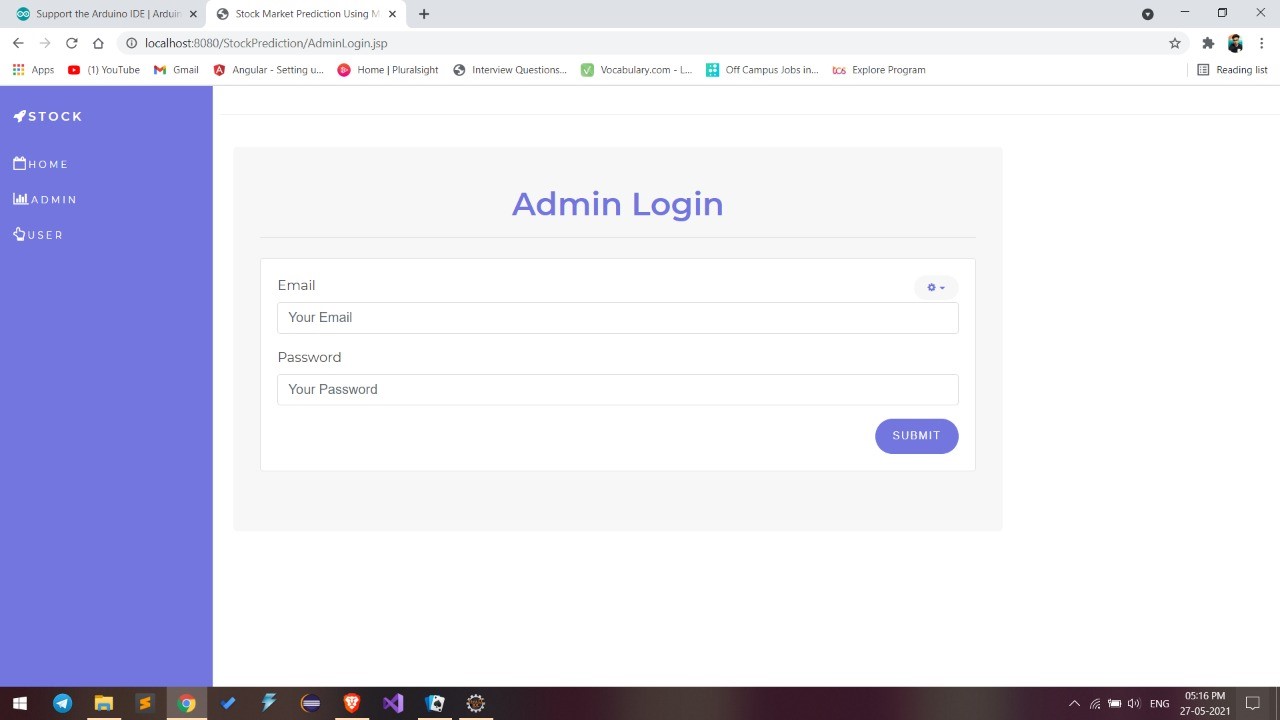 Support the Arduino IDE | Arduin
Stock Market Prediction Using M
localhost:8080/StockPrediction/AdminLogin.jsp
Apps
(1) YouTube
Gmail
Angular - Setting u...
Home | Pluralsight
Interview Questions...
Vocabulary.com - L...
Off Campus Jobs in...
tcs Explore Program
Reading list
STOCK
HOME
ADMIN
USER
Admin Login
Email
Your Email
Password
Your Password
SUBMIT
ENG
05:16 PM
27-05-2021